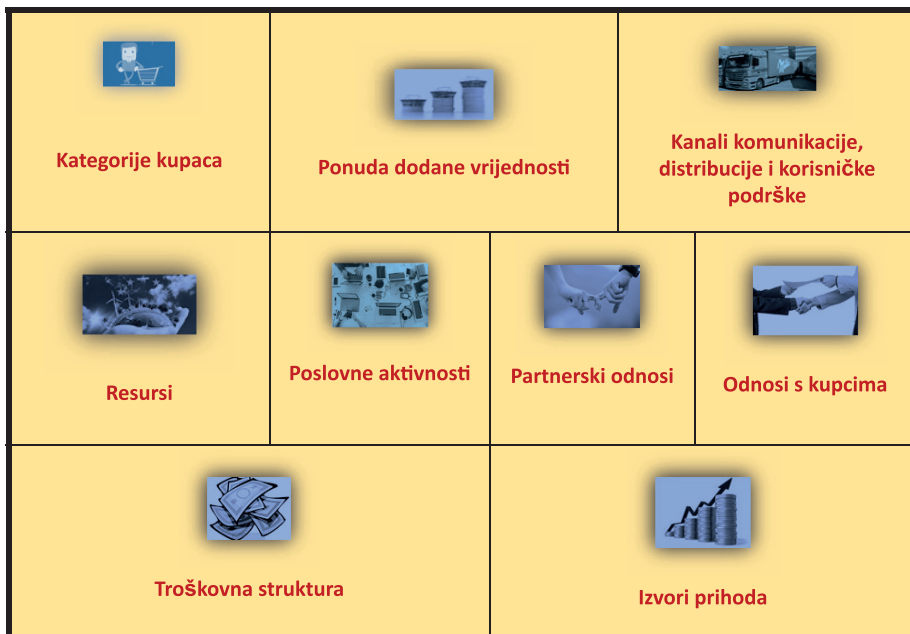 Kategorije kupaca
Ponuda dodane vrijednosti
Kanali komunikacije,
distribucije i korisničke
podrške
Resursi
Poslovne aktivnosti
Partnerski odnosi
Odnosi s kupcima
Troškovna struktura
Izvori prihoda